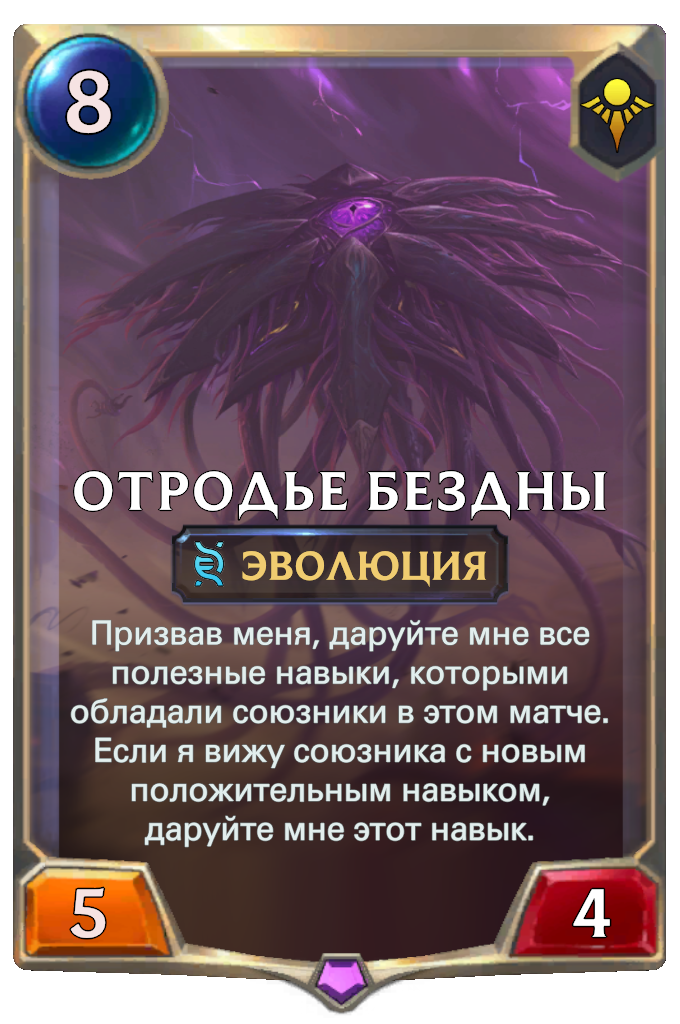 8
ОТРОДЬЕ БЕЗДНЫ
ЭВОЛЮЦИЯ
Призвав меня, даруйте мне все
полезные навыки, которыми
обладали союзники в этом матче.
Если я вижу союзника с новым
положительным навыком,
даруйте мне этот навык.
5
4